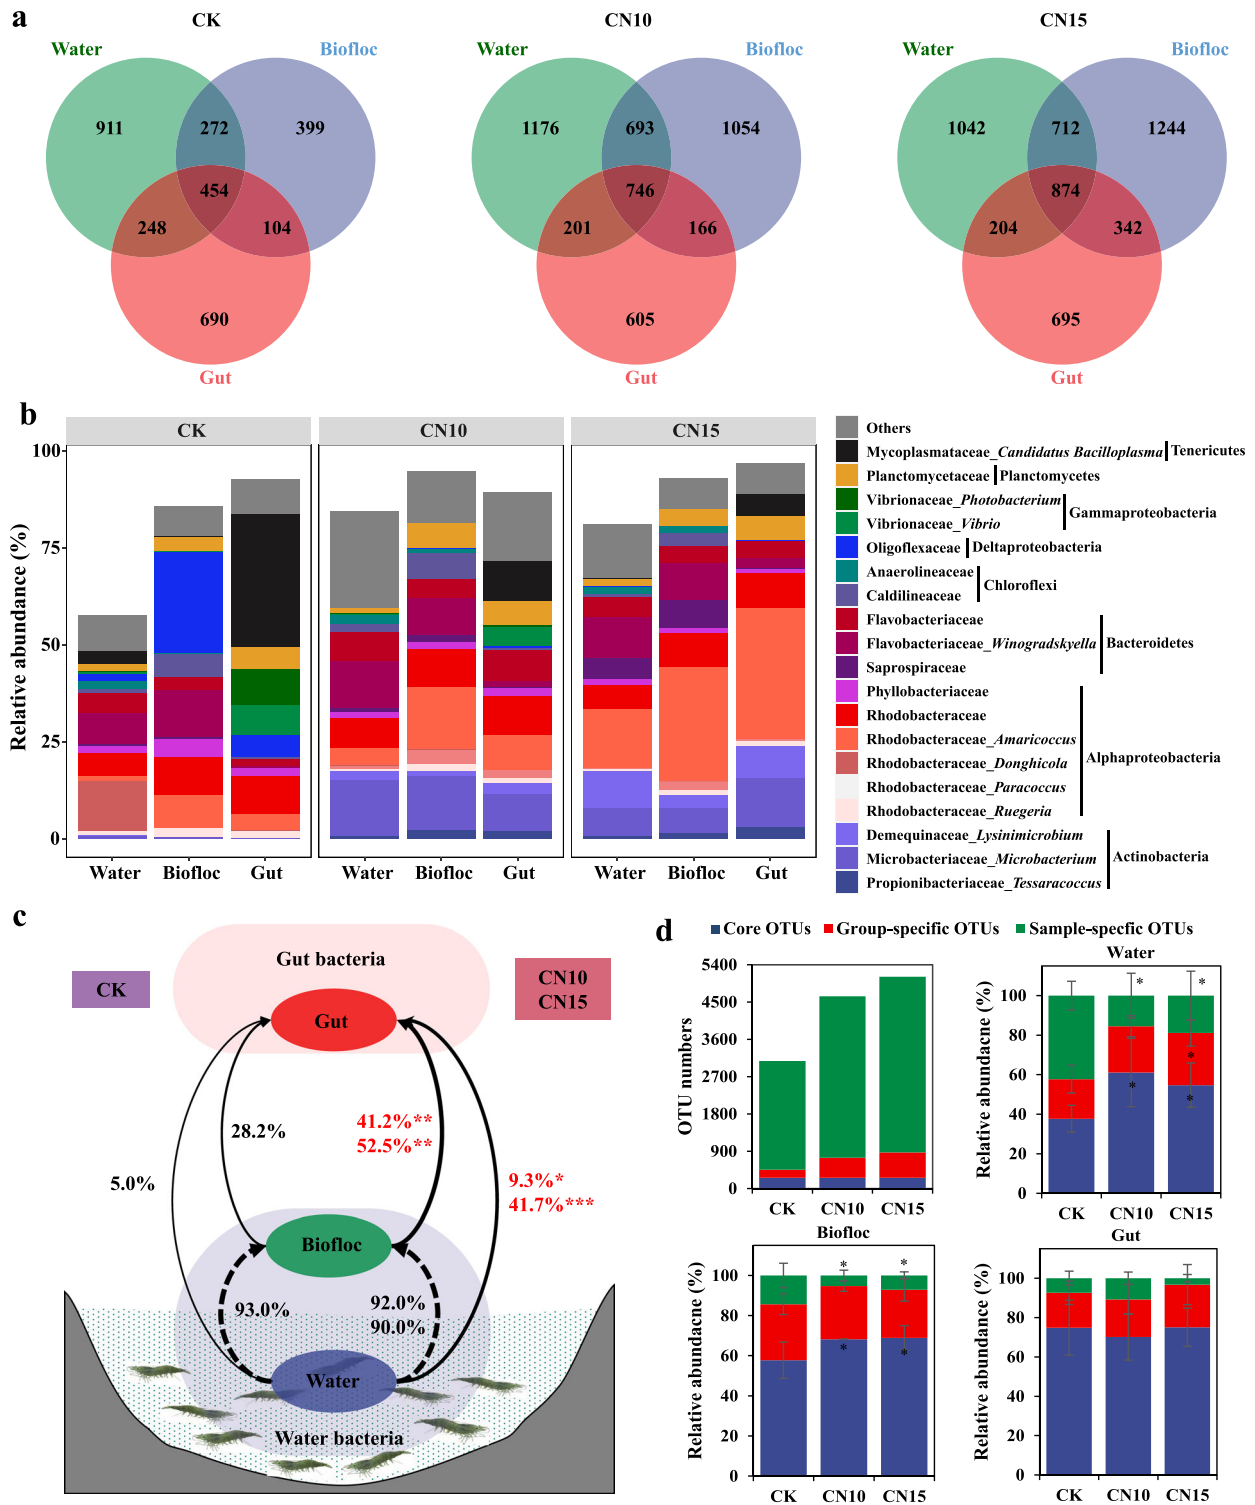 a
CK
CN10
CN15
Water
Biofloc
Water
Biofloc
Water
Biofloc
911
272
399
1176
693
1054
1042
712
1244
454
746
874
248
104
201
166
204
342
690
605
695
Gut
Gut
Gut
b
CK
CN10
CN15
Relative abundance (%)
100
75
50
25
0
Water
Biofloc
Gut
Water
Biofloc
Gut
Water
Biofloc
Gut
Others
Mycoplasmataceae_Candidatus Bacilloplasma
Tenericutes
Planctomycetaceae
Planctomycetes
Vibrionaceae_Photobacterium
Gammaproteobacteria
Vibrionaceae_Vibrio
Oligoflexaceae
Deltaproteobacteria
Anaerolineaceae
Chloroflexi
Caldilineaceae
Flavobacteriaceae
Flavobacteriaceae_Winogradskyella
Bacteroidetes
Saprospiraceae
Phyllobacteriaceae
Rhodobacteraceae
Rhodobacteraceae_Amaricoccus
Alphaproteobacteria
Rhodobacteraceae_Donghicola
Rhodobacteraceae_Paracoccus
Rhodobacteraceae_Ruegeria
Demequinaceae_Lysinimicrobium
Microbacteriaceae_Microbacterium
Actinobacteria
Propionibacteriaceae_Tessaracoccus
c
Gut bacteria
CK
CN10
CN15
Gut
28.2%
41.2%**
52.5%**
5.0%
9.3%*
41.7%***
Biofloc
93.0%
92.0%
90.0%
Water
Water bacteria
d
Core OTUs
Group-specific OTUs
Sample-specfic OTUs
OTU numbers
5400
4500
3600
2700
1800
900
0
CK
CN10
CN15
Water
Relative abundacne (%)
100
80
60
40
20
0
*
*
*
*
*
CK
CN10
CN15
Biofloc
Relative abundacne (%)
100
80
60
40
20
0
*
*
*
*
CK
CN10
CN15
Gut
Relative abundance (%)
100
80
60
40
20
0
CK
CN10
CN15